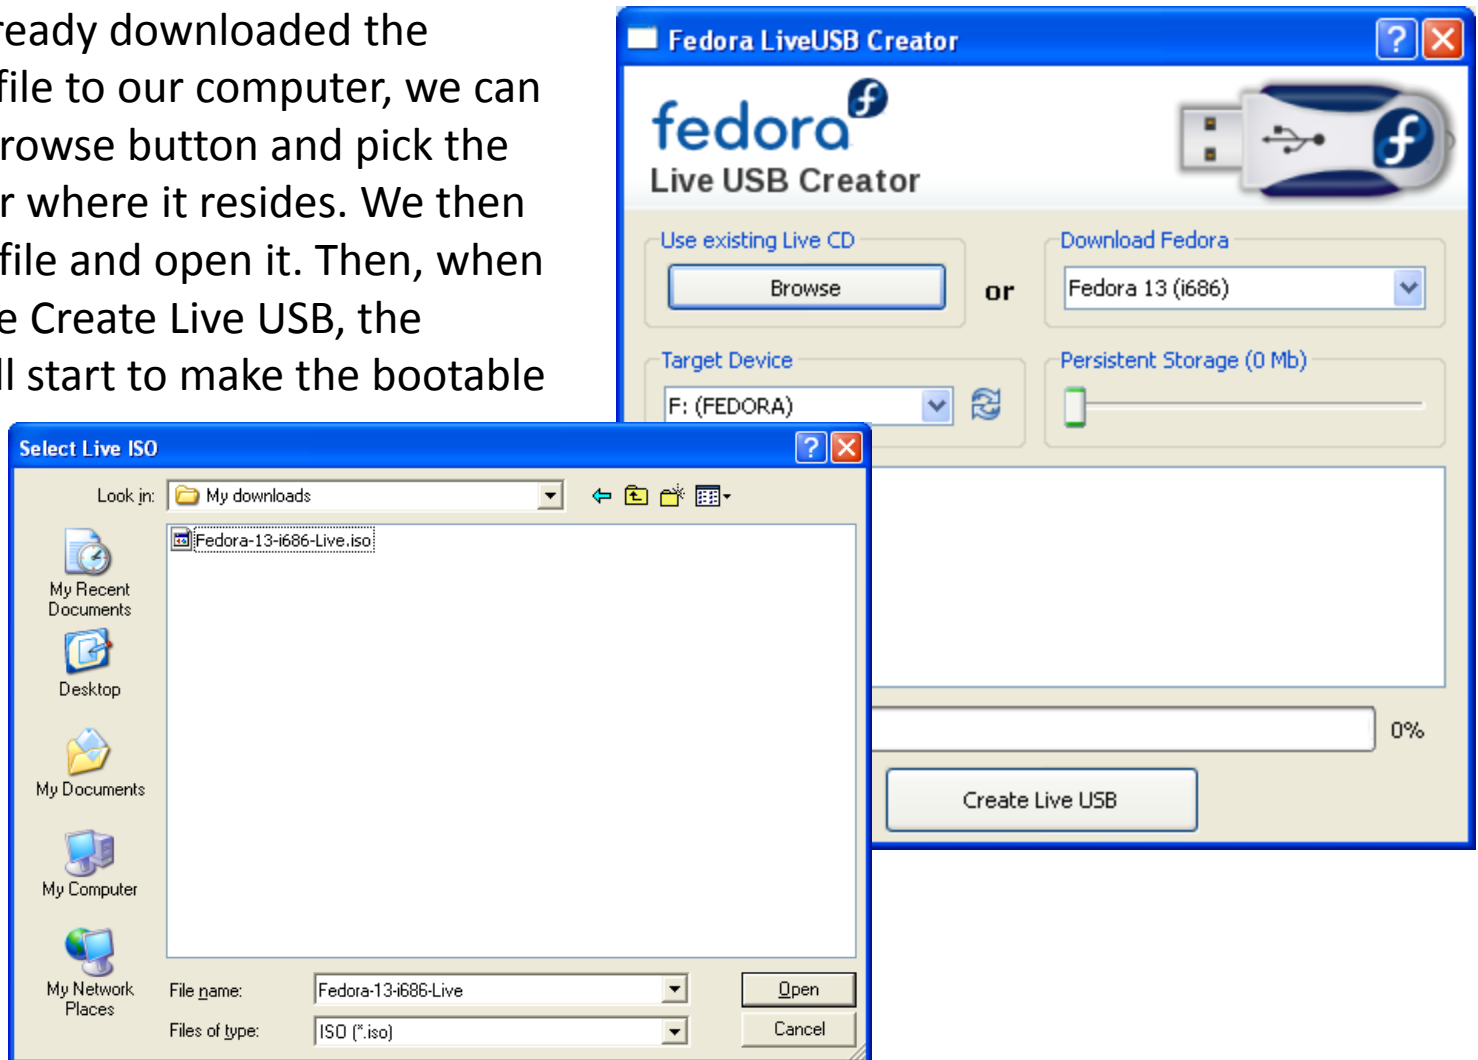 ready downloaded the
file to our computer, we can
rowse button and pick the
r where it resides. We then
file and open it. Then, when
e Create Live USB, the
ll start to make the bootable
Fedora LiveUSB Creator
fedora
Live USB Creator
Use existing Live CD
Browse
or
Download Fedora
Fedora 13 (i686)
Target Device
F: (FEDORA)
Persistent Storage (0 Mb)
0%
Create Live USB
Select Live ISO
Look in:
My downloads
Fedora-13-i686-Live.iso
My Recent
Documents
Desktop
My Documents
My Computer
My Network
Places
File name:
Fedora-13-i686-Live
Open
Files of type:
ISO (*.iso)
Cancel